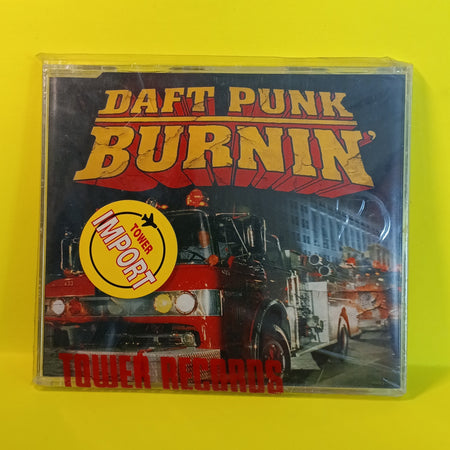 DAFT PUNK
BURNIN'
TOWER
IMPORT
TOWER RECORDS